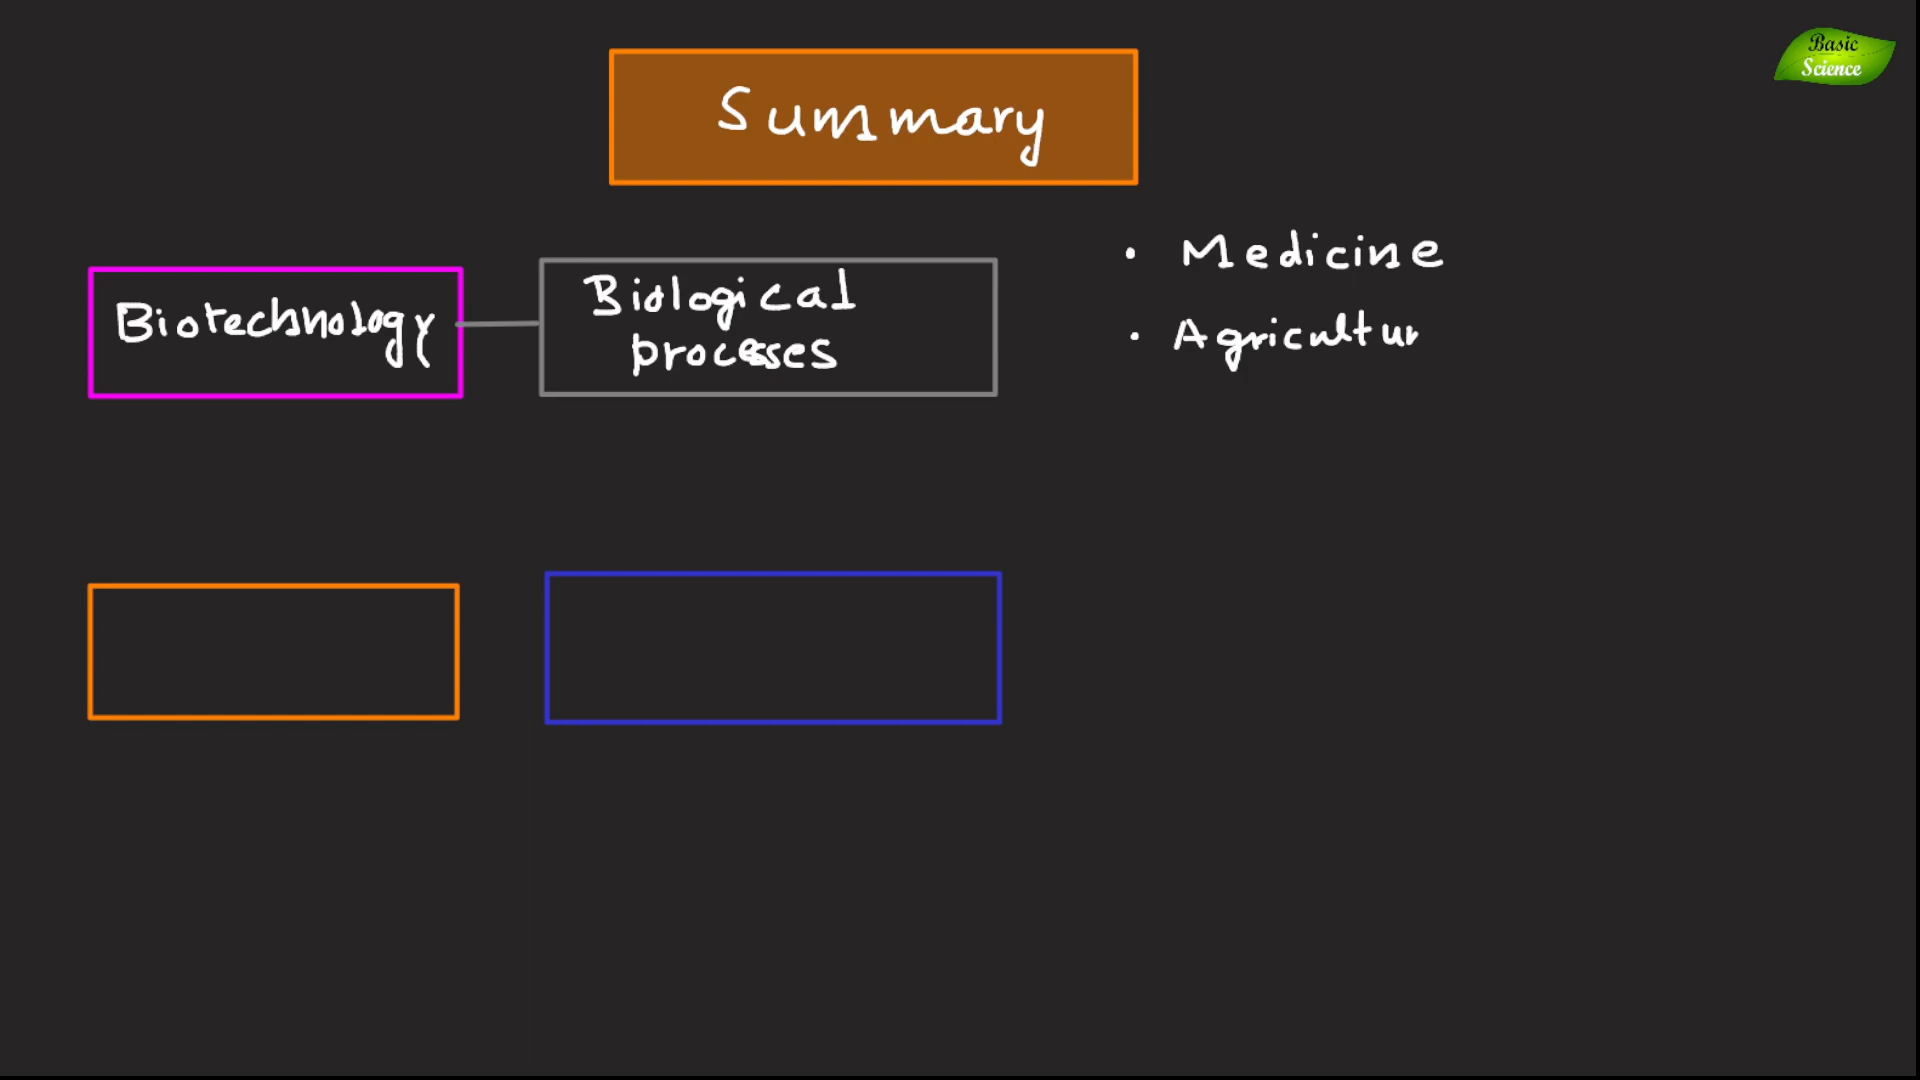 Basic
Science
Summary
Biotechnology
Biological
processes
• Medicine
• Agricultur